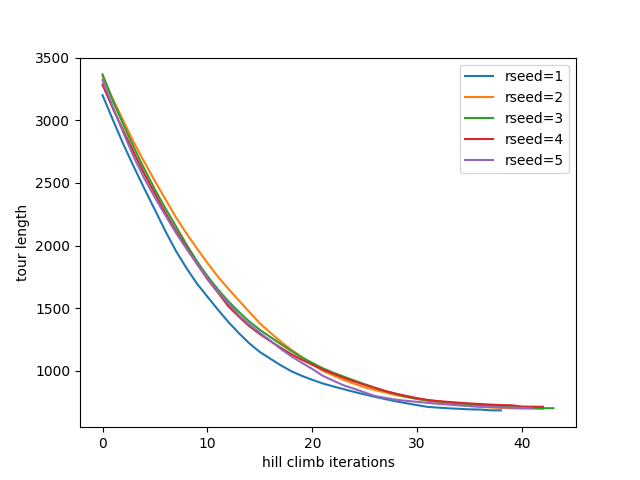 3500
3000
2500
2000
1500
1000
tour length
0 10 20 30 40
hill climb iterations
rseed=1
rseed=2
rseed=3
rseed=4
rseed=5